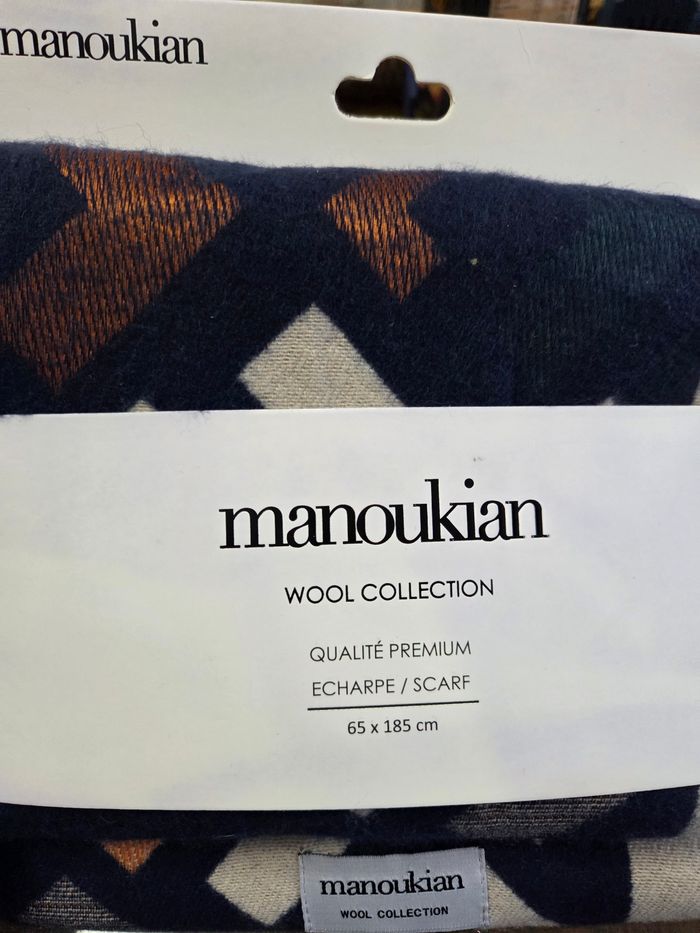 manoukian
manoukian
WOOL COLLECTION
QUALITÉ PREMIUM
ECHARPE / SCARF
65 x 185 cm
manoukian
WOOL COLLECTION